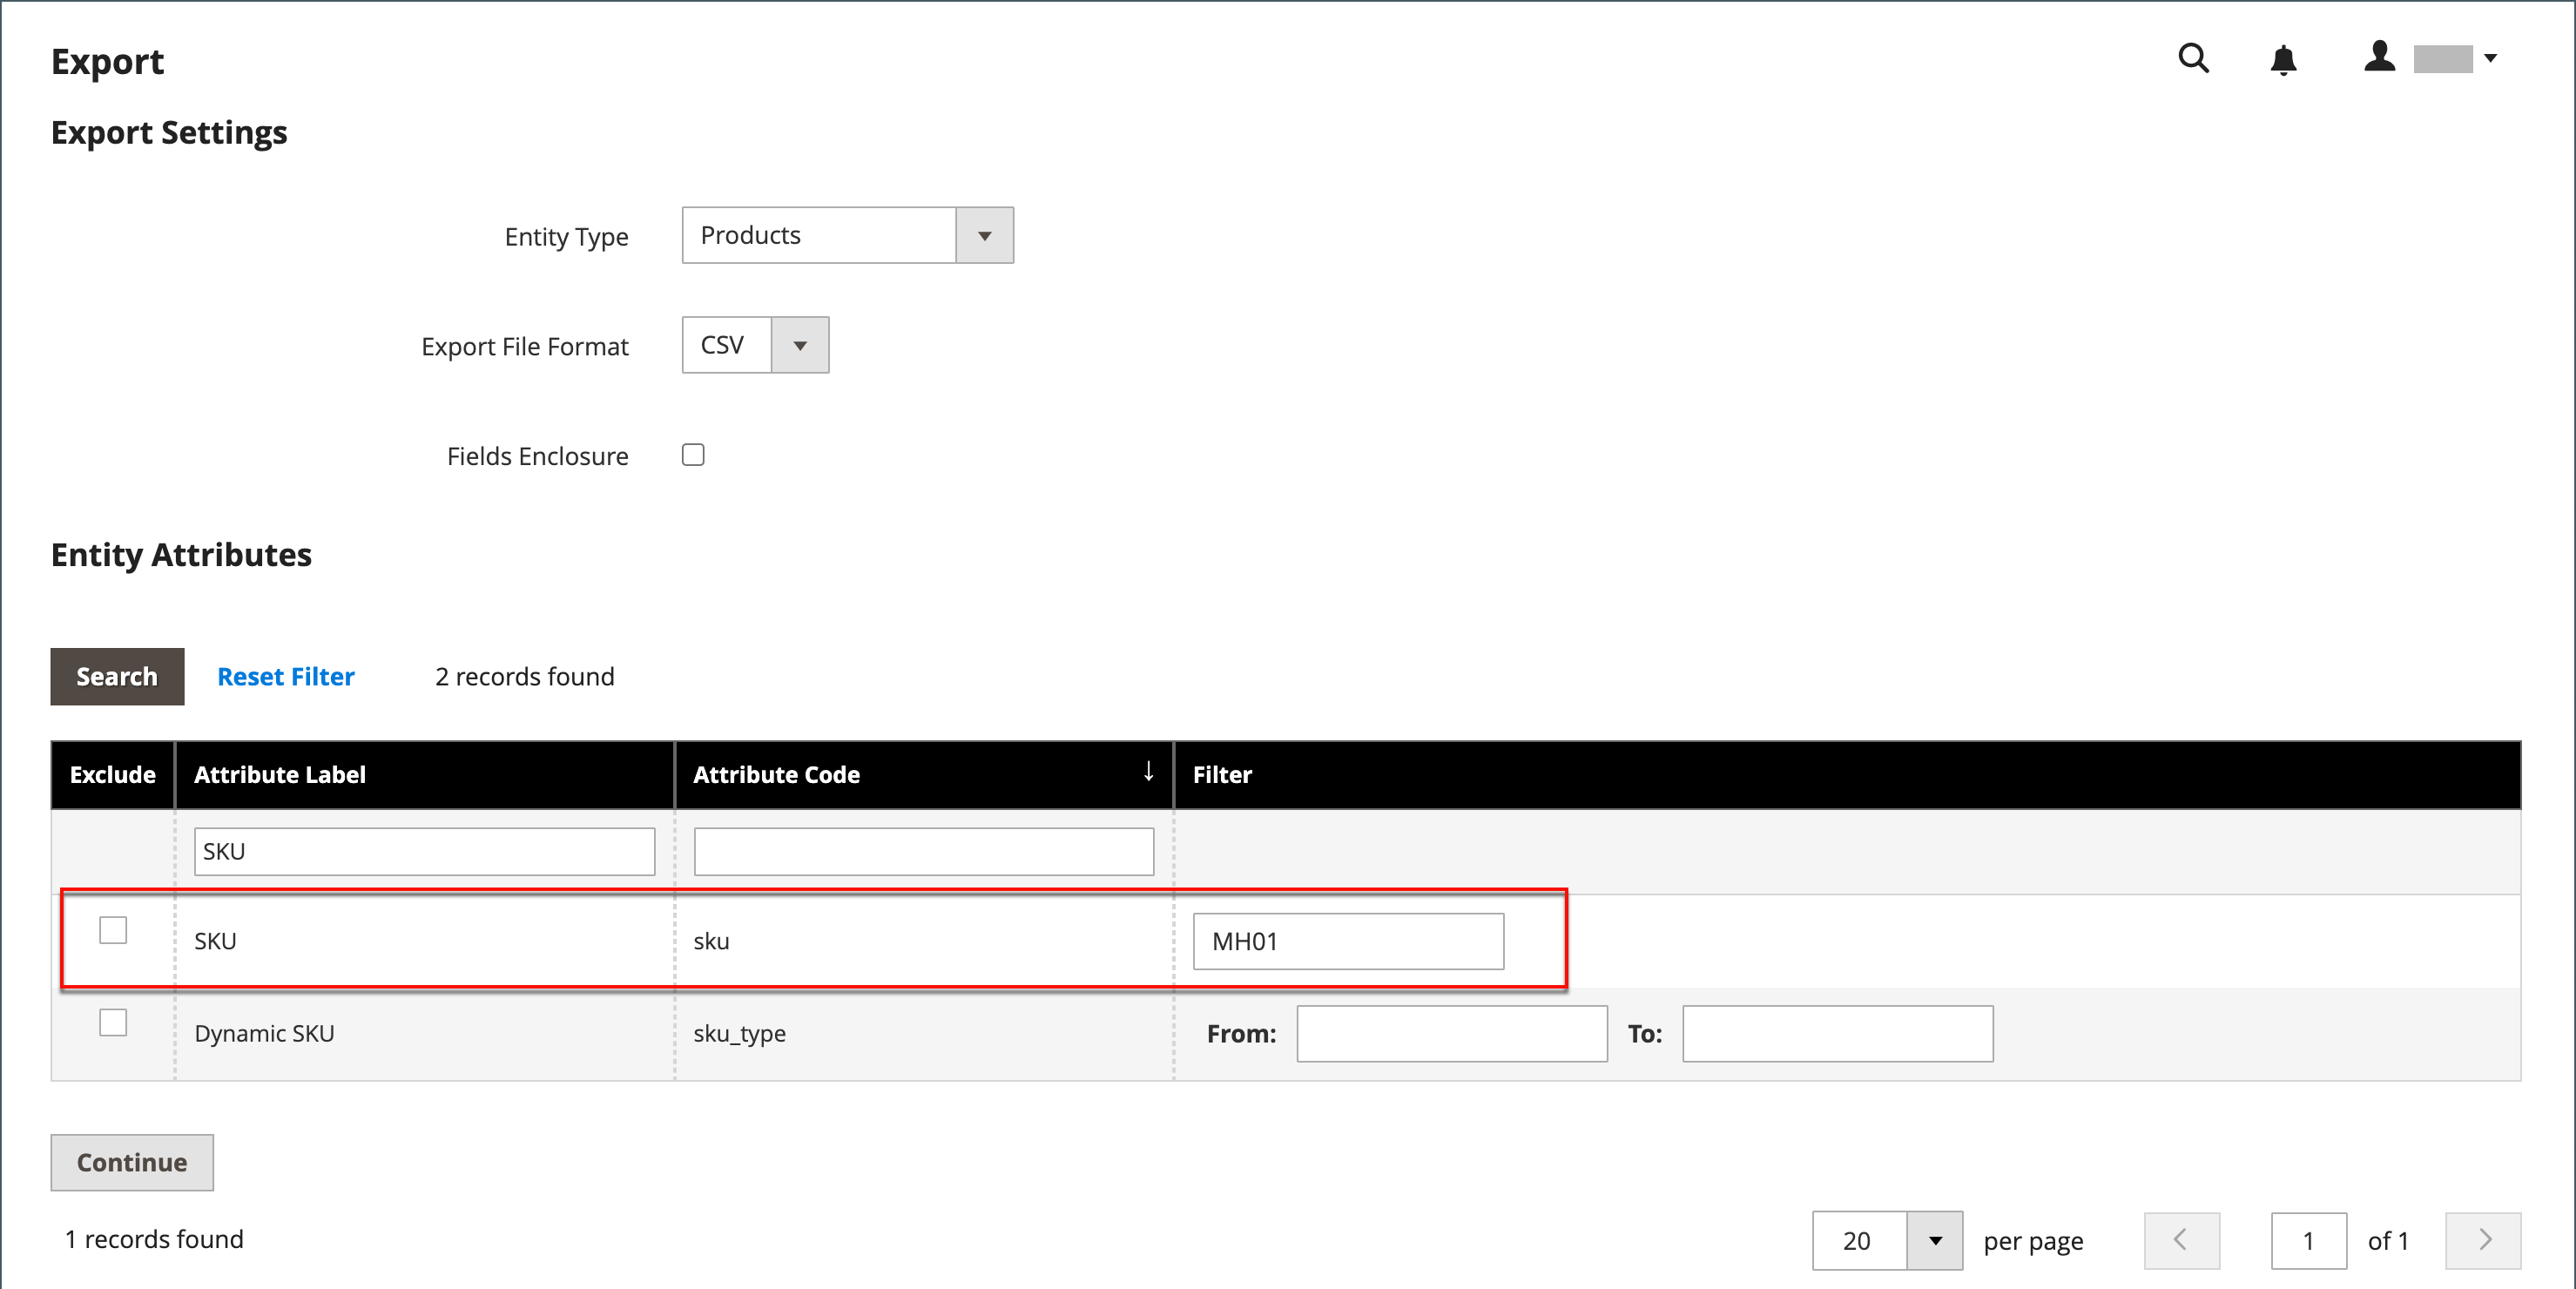 Export
Export Settings
Entity Type Products
Export File Format CSV
Fields Enclosure
Entity Attributes
Search Reset Filter 2 records found
Exclude Attribute Label Attribute Code ↓ Filter
SKU
SKU sku MH01
Dynamic SKU sku_type From: To:
Continue
1 records found 20 per page 1 of 1